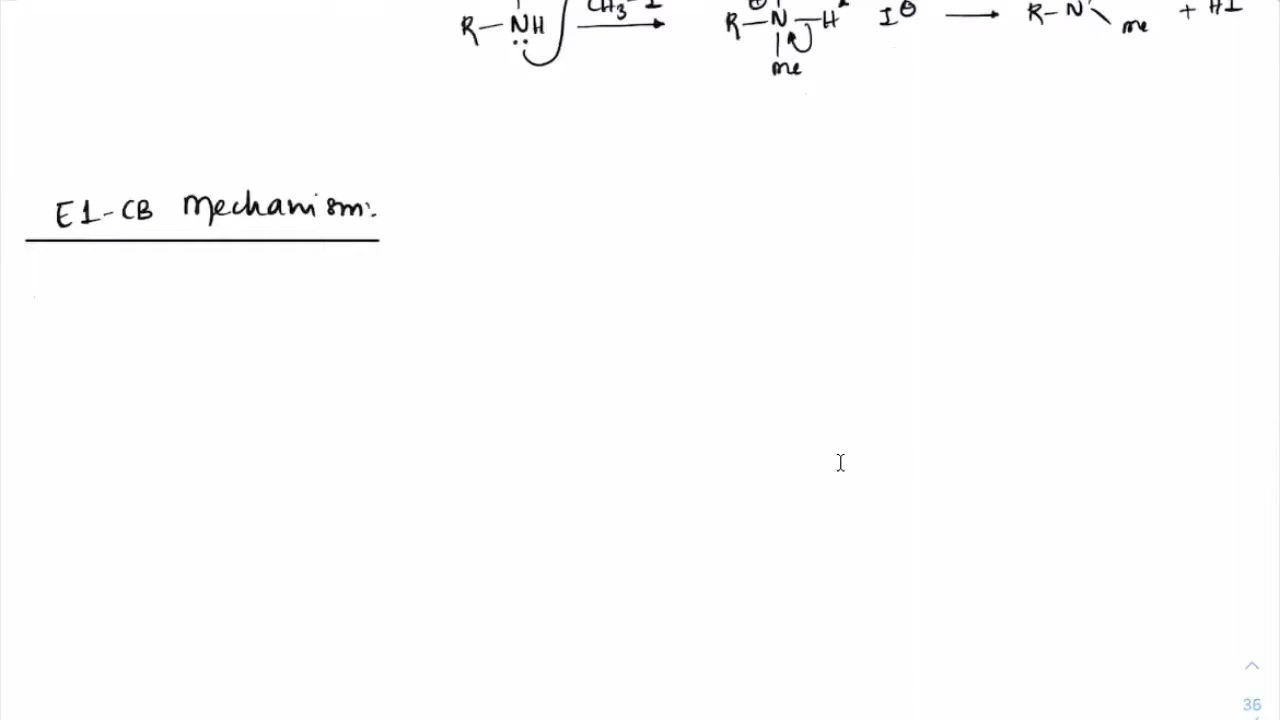 R-NH CH3-I R-N-H I⊖ R-N me + HI
⊕
me
E1-CB Mechanism:
36